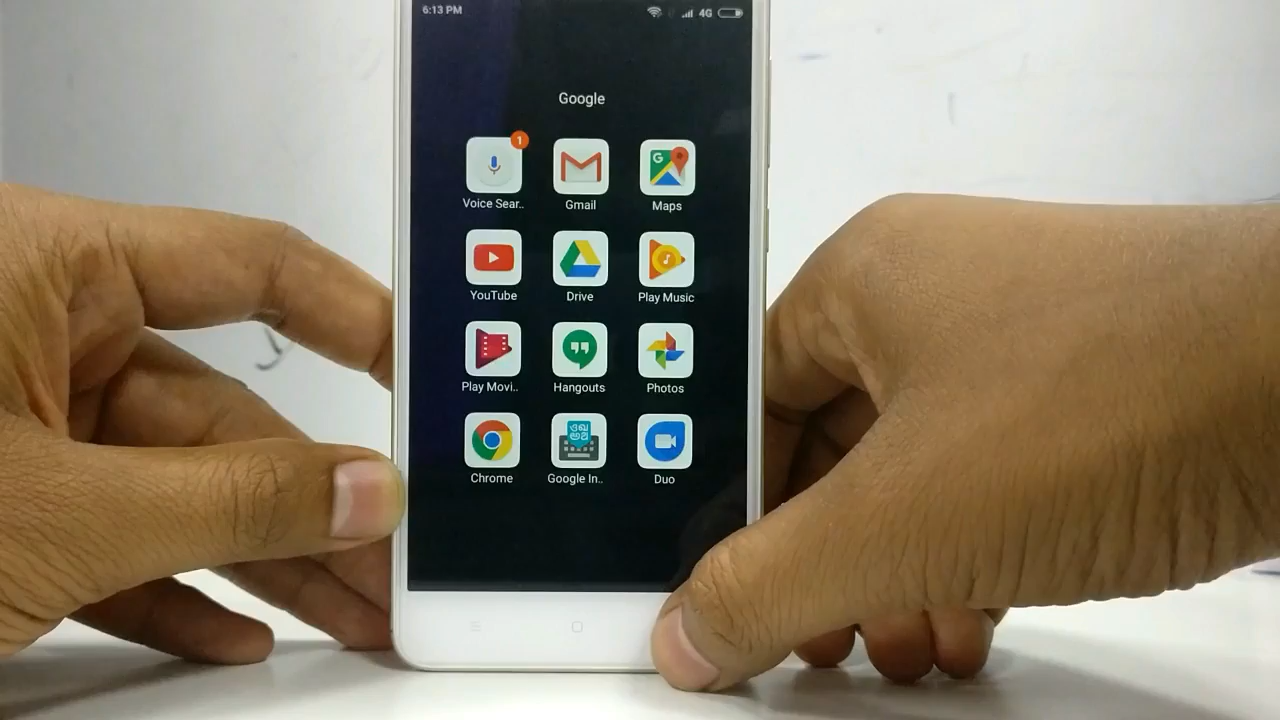 6:13 PM 4G
Google
1
Voice Sear.. Gmail Maps
YouTube Drive Play Music
Play Movi.. Hangouts Photos
Chrome Google In.. Duo